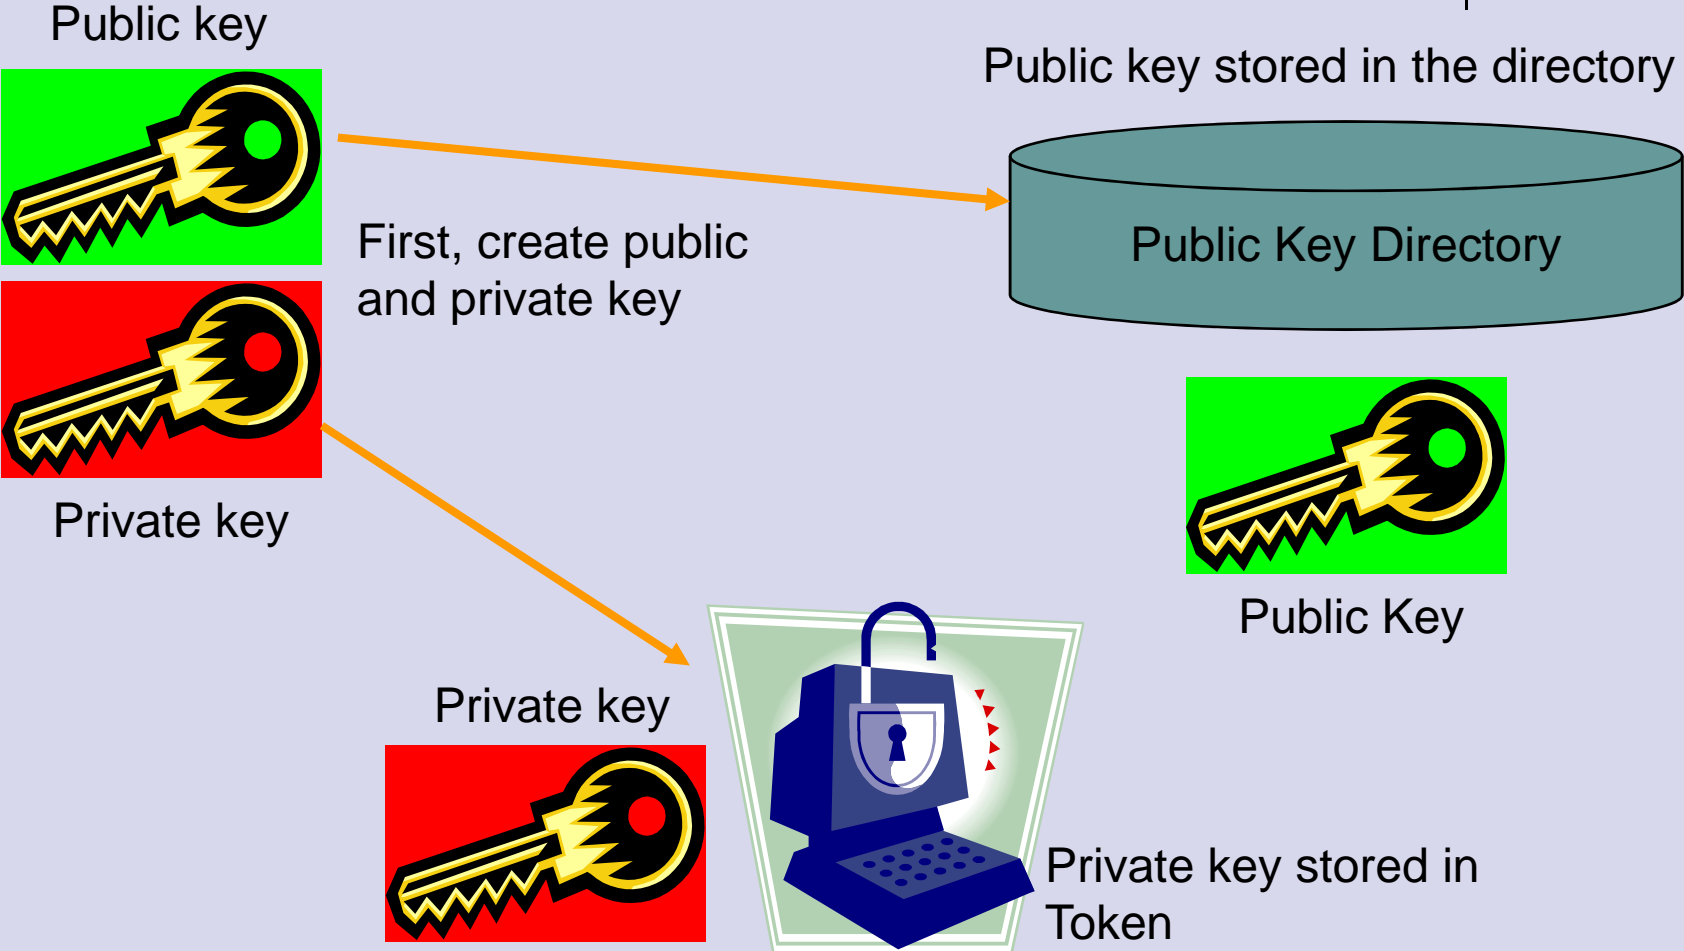 Public key
Public key stored in the directory
First, create public
and private key
Public Key Directory
Private key
Public Key
Private key
Private key stored in
Token